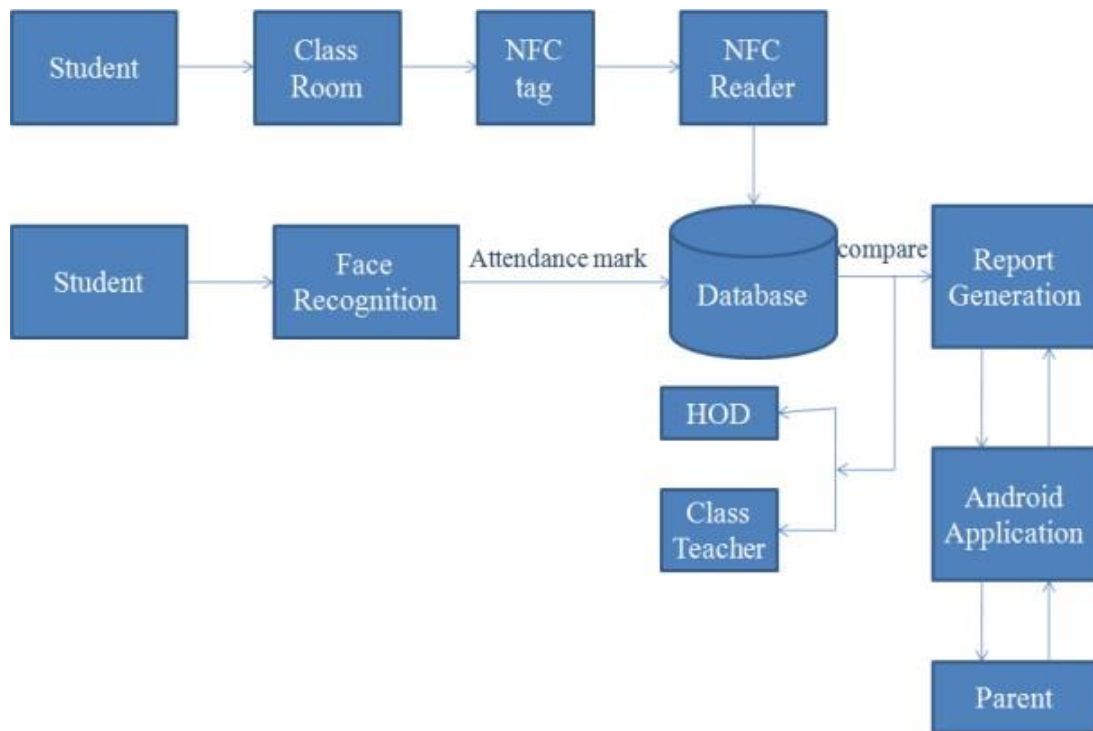 Student
Class
Room
NFC
tag
NFC
Reader
Student
Face
Recognition
Attendance mark
Database
compare
Report
Generation
HOD
Class
Teacher
Android
Application
Parent